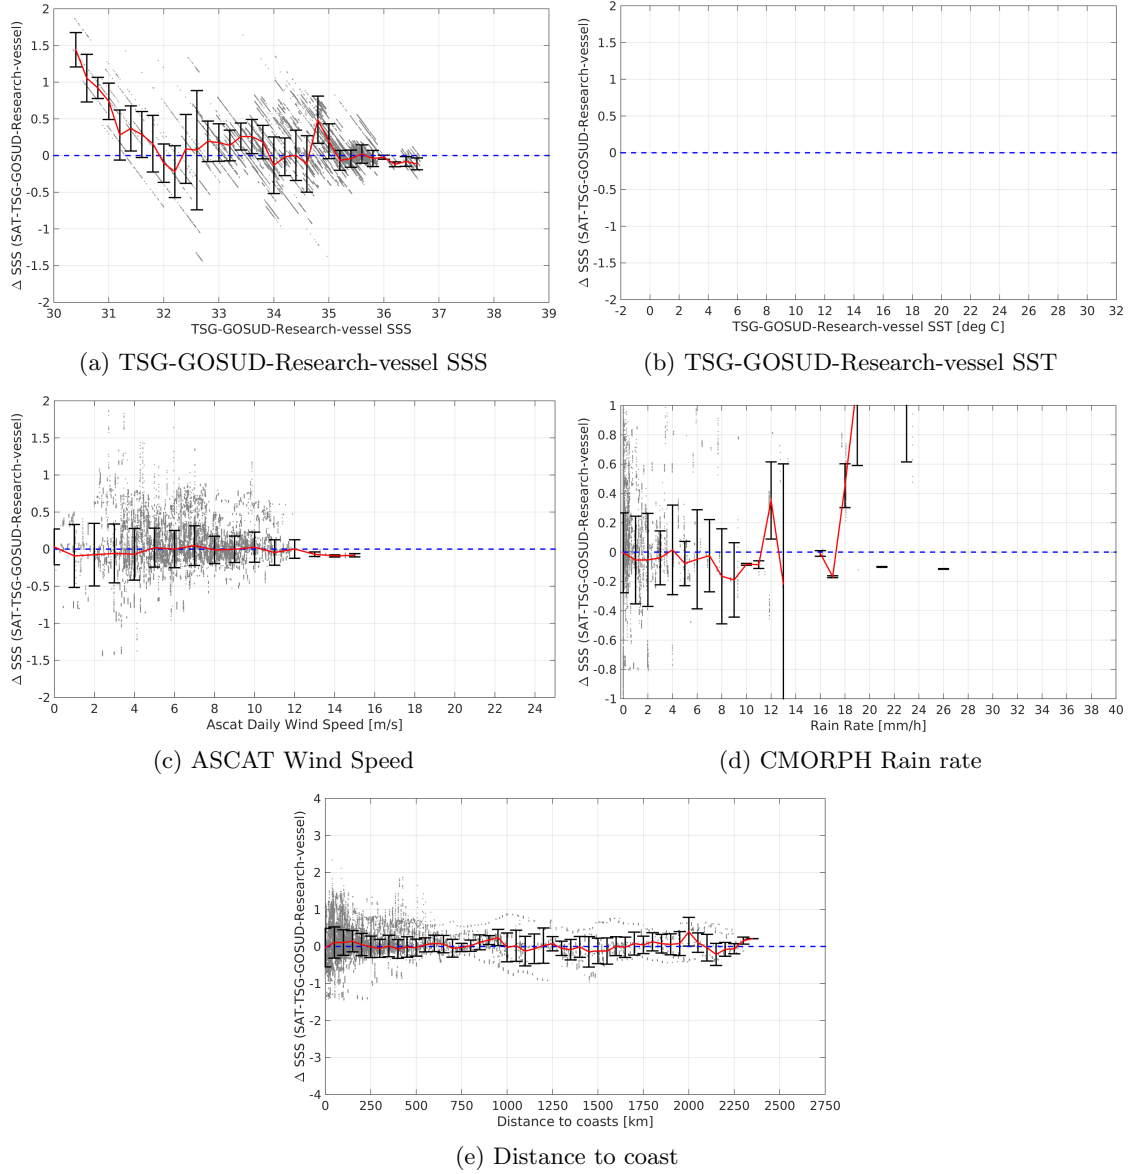 Δ SSS (SAT-TSG-GOSUD-Research-vessel)
2
1.5
1
0.5
0
-0.5
-1
-1.5
-2
30 31 32 33 34 35 36 37 38 39
TSG-GOSUD-Research-vessel SSS
(a) TSG-GOSUD-Research-vessel SSS
Δ SSS (SAT-TSG-GOSUD-Research-vessel)
2
1.5
1
0.5
0
-0.5
-1
-1.5
-2
-2 0 2 4 6 8 10 12 14 16 18 20 22 24 26 28 30 32
TSG-GOSUD-Research-vessel SST [deg C]
(b) TSG-GOSUD-Research-vessel SST
Δ SSS (SAT-TSG-GOSUD-Research-vessel)
2
1.5
1
0.5
0
-0.5
-1
-1.5
-2
0 2 4 6 8 10 12 14 16 18 20 22 24
Ascat Daily Wind Speed [m/s]
(c) ASCAT Wind Speed
Δ SSS (SAT-TSG-GOSUD-Research-vessel)
1
0.8
0.6
0.4
0.2
0
-0.2
-0.4
-0.6
-0.8
-1
0 2 4 6 8 10 12 14 16 18 20 22 24 26 28 30 32 34 36 38 40
Rain Rate [mm/h]
(d) CMORPH Rain rate
Δ SSS (SAT-TSG-GOSUD-Research-vessel)
4
3
2
1
0
-1
-2
-3
-4
0 250 500 750 1000 1250 1500 1750 2000 2250 2500 2750
Distance to coasts [km]
(e) Distance to coast